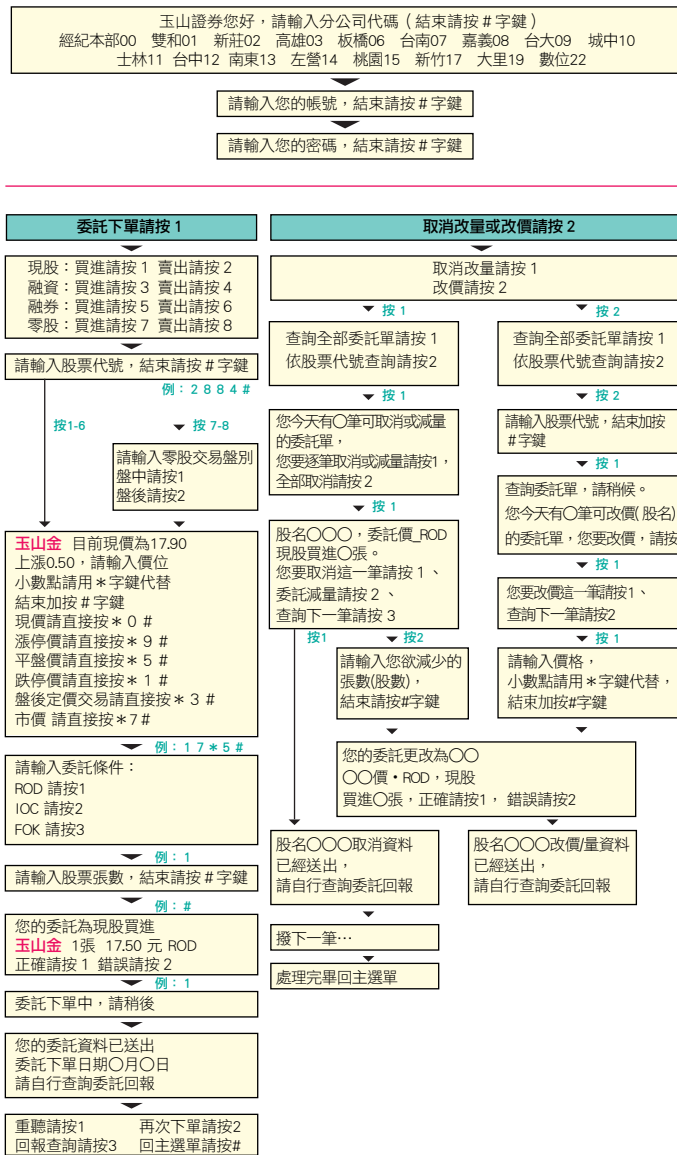 玉山證券您好，請輸入分公司代碼（結束請按＃字鍵）
經紀本部00 雙和01 新莊02 高雄03 板橋06 台南07 嘉義08 台大09 城中10
士林11 台中12 南東13 左營14 桃園15 新竹17 大里19 數位22
請輸入您的帳號，結束請按＃字鍵
請輸入您的密碼，結束請按＃字鍵
委託下單請按 1
現股：買進請按 1 賣出請按 2
融資：買進請按 3 賣出請按 4
融券：買進請按 5 賣出請按 6
零股：買進請按 7 賣出請按 8
請輸入股票代號，結束請按＃字鍵
例：２８８４＃
按1-6
按 7-8
請輸入零股交易盤別
盤中請按1
盤後請按2
玉山金 目前現價為17.90
上漲0.50，請輸入價位
小數點請用＊字鍵代替
結束加按＃字鍵
現價請直接按＊０＃
漲停價請直接按＊９＃
平盤價請直接按＊５＃
跌停價請直接按＊１＃
盤後定價交易請直接按＊３＃
市價 請直接按＊7＃
例：１７＊５＃
請輸入委託條件：
ROD 請按1
IOC 請按2
FOK 請按3
例：1
請輸入股票張數，結束請按＃字鍵
例：#
您的委託為現股買進
玉山金 1張 17.50 元 ROD
正確請按 1 錯誤請按 2
例：1
委託下單中，請稍後
您的委託資料已送出
委託下單日期〇月〇日
請自行查詢委託回報
重聽請按1 再次下單請按2
回報查詢請按3 回主選單請按#
取消改量或改價請按 2
取消改量請按 1
改價請按 2
按 1
查詢全部委託單請按 1
依股票代號查詢請按2
按 1
您今天有〇筆可取消或減量
的委託單，
您要逐筆取消或減量請按1，
全部取消請按 2
按 1
股名〇〇〇，委託價_ROD
現股買進〇張。
您要取消這一筆請按 1、
委託減量請按 2、
查詢下一筆請按 3
按1
按2
請輸入您欲減少的
張數(股數)，
結束請按#字鍵
按 2
查詢全部委託單請按 1
依股票代號查詢請按2
按 2
請輸入股票代號，結束加按
＃字鍵
按 1
查詢委託單，請稍候。
您今天有〇筆可改價( 股名)
的委託單，您要改價，請按
按 1
您要改價這一筆請按1、
查詢下一筆請按2
按 1
請輸入價格，
小數點請用＊字鍵代替，
結束加按#字鍵
您的委託更改為〇〇
〇〇價・ROD，現股
買進〇張，正確請按1， 錯誤請按2
股名〇〇〇取消資料
已經送出，
請自行查詢委託回報
股名〇〇〇改價/量資料
已經送出，
請自行查詢委託回報
撥下一筆…
處理完畢回主選單